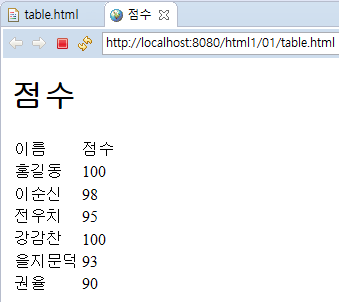 table.html 점수
http://localhost:8080/html1/01/table.html
점수
이름 점수
홍길동 100
이순신 98
전우치 95
강감찬 100
을지문덕 93
권율 90